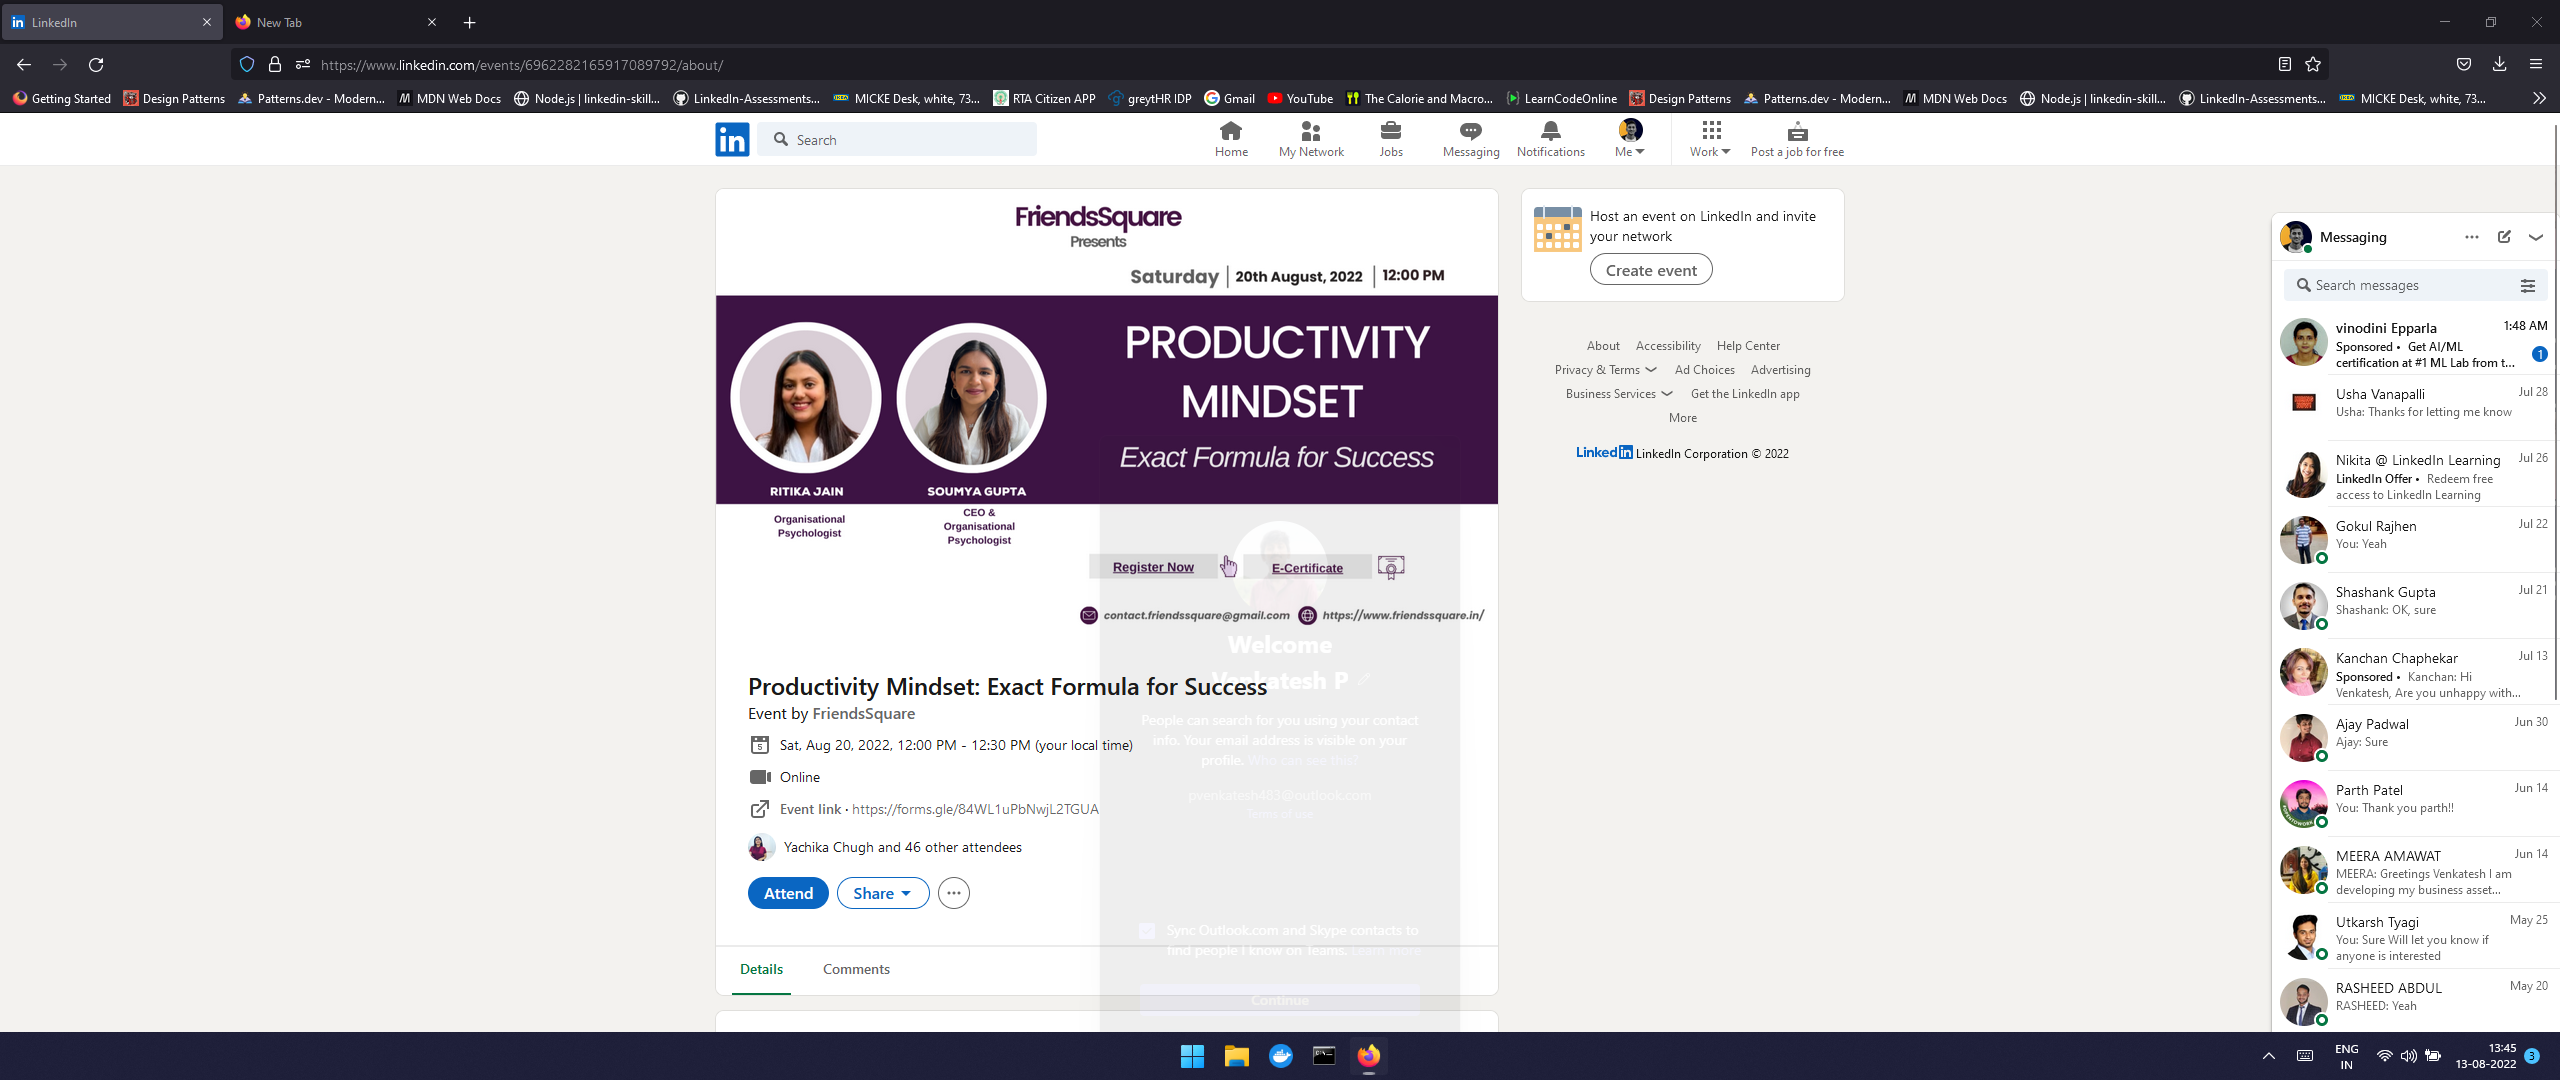 LinkedIn
New Tab
https://www.linkedin.com/events/6962282165917089792/about/
Getting Started
Design Patterns
Patterns.dev - Modern...
MDN Web Docs
Node.js | linkedin-skill...
LinkedIn-Assessments...
MICKE Desk, white, 73...
RTA Citizen APP
greytHR IDP
Gmail
YouTube
The Calorie and Macro...
LearnCodeOnline
Design Patterns
Patterns.dev - Modern...
MDN Web Docs
Node.js | linkedin-skill...
LinkedIn-Assessments...
MICKE Desk, white, 73...
in
Search
Home
My Network
Jobs
Messaging
Notifications
Me
Work
Post a job for free
FriendsSquare
Presents
Saturday | 20th August, 2022 | 12:00 PM
PRODUCTIVITY
MINDSET
Exact Formula for Success
RITIKA JAIN
Organisational
Psychologist
SOUMYA GUPTA
CEO &
Organisational
Psychologist
Register Now
E-Certificate
contact.friendssquare@gmail.com
https://www.friendssquare.in/
Welcome
Venkatesh P
People can search for you using your contact
info. Your email address is visible on your
profile. Who can see this?
pvenkatesh483@outlook.com
Terms of use
Sync Outlook.com and Skype contacts to
find people I know on Teams. Learn more
Continue
Productivity Mindset: Exact Formula for Success
Event by FriendsSquare
5
Sat, Aug 20, 2022, 12:00 PM - 12:30 PM (your local time)
Online
Event link · https://forms.gle/84WL1uPbNwjL2TGUA
Yachika Chugh and 46 other attendees
Attend
Share
Details
Comments
Host an event on LinkedIn and invite
your network
Create event
About
Accessibility
Help Center
Privacy & Terms
Ad Choices
Advertising
Business Services
Get the LinkedIn app
More
LinkedIn LinkedIn Corporation © 2022
Messaging
Search messages
vinodini Epparla
1:48 AM
Sponsored • Get AI/ML
certification at #1 ML Lab from t...
1
Usha Vanapalli
Jul 28
Usha: Thanks for letting me know
Nikita @ LinkedIn Learning
Jul 26
LinkedIn Offer • Redeem free
access to LinkedIn Learning
Gokul Rajhen
Jul 22
You: Yeah
Shashank Gupta
Jul 21
Shashank: OK, sure
Kanchan Chaphekar
Jul 13
Sponsored • Kanchan: Hi
Venkatesh, Are you unhappy with...
Ajay Padwal
Jun 30
Ajay: Sure
Parth Patel
Jun 14
You: Thank you parth!!
MEERA AMAWAT
Jun 14
MEERA: Greetings Venkatesh I am
developing my business asset...
Utkarsh Tyagi
May 25
You: Sure Will let you know if
anyone is interested
RASHEED ABDUL
May 20
RASHEED: Yeah
ENG
IN
13:45
13-08-2022
3